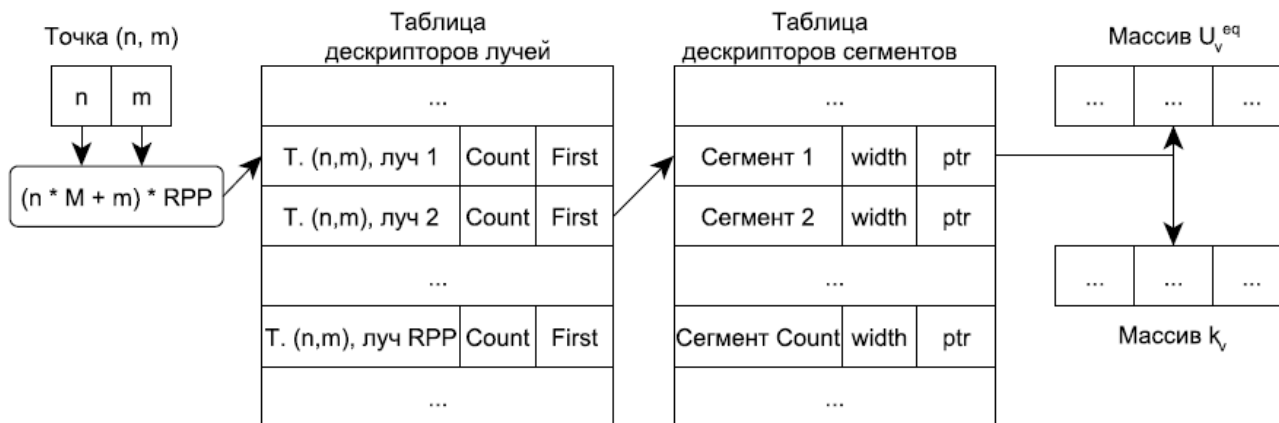 Точка (n, m)
n m
(n * M + m) * RPP
Таблица
дескрипторов лучей
...
Т. (n,m), луч 1 Count First
Т. (n,m), луч 2 Count First
...
Т. (n,m), луч RPP Count First
...
Таблица
дескрипторов сегментов
...
Сегмент 1 width ptr
Сегмент 2 width ptr
...
Сегмент Count width ptr
...
Массив U_v^eq
... ... ...
... ... ...
Массив k_v